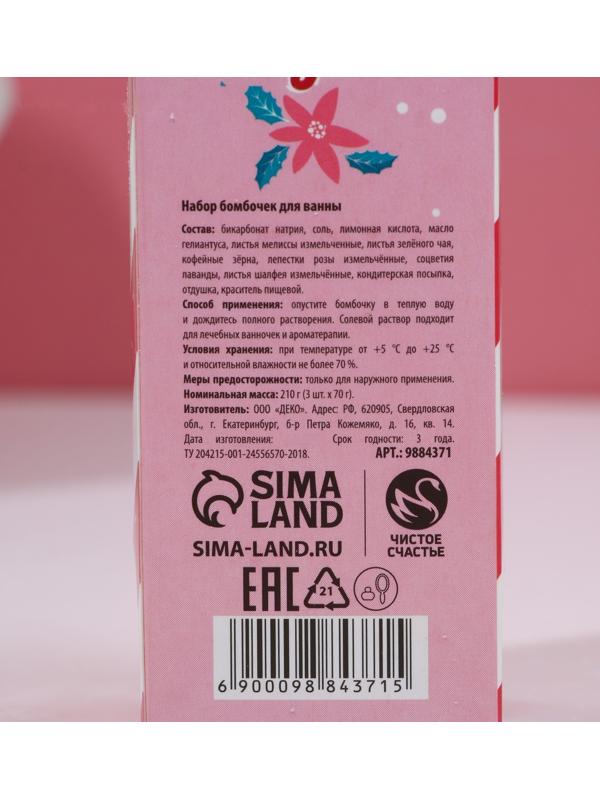 Набор бомбочек для ванны
Состав: бикарбонат натрия, соль, лимонная кислота, масло
гелиантуса, листья мелиссы измельченные, листья зелёного чая,
кофейные зёрна, лепестки розы измельчённые, соцветия
лаванды, листья шалфея измельчённые, кондитерская посыпка,
отдушка, краситель пищевой.
Способ применения: опустите бомбочку в теплую воду
и дождитесь полного растворения. Солевой раствор подходит
для лечебных ванночек и ароматерапии.
Условия хранения: при температуре от +5 °C до +25 °C
и относительной влажности не более 70 %.
Меры предосторожности: только для наружного применения.
Номинальная масса: 210 г (3 шт. х 70 г).
Изготовитель: ООО «ДЕКО». Адрес: РФ, 620905, Свердловская
обл., г. Екатеринбург, б-р Петра Кожемяко, д. 16, кв. 14.
Дата изготовления: Срок годности: 3 года.
ТУ 204215-001-24556570-2018. АРТ.: 9884371
SIMA
LAND
SIMA-LAND.RU
ЧИСТОЕ
СЧАСТЬЕ
EAC 21
6 900098 843715